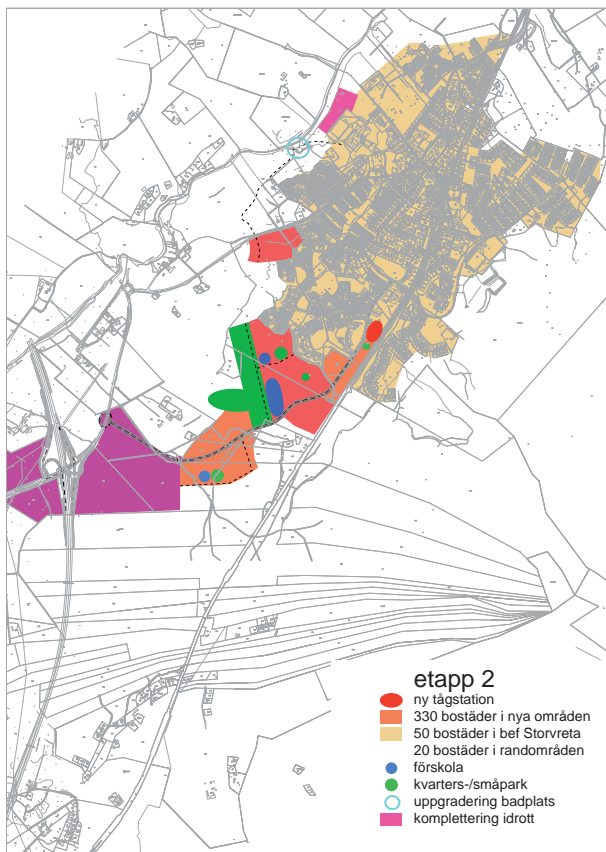 etapp 2
ny tågstation
330 bostäder i nya områden
50 bostäder i bef Storvreta
20 bostäder i randområden
förskola
kvarters-/småpark
uppgradering badplats
komplettering idrott